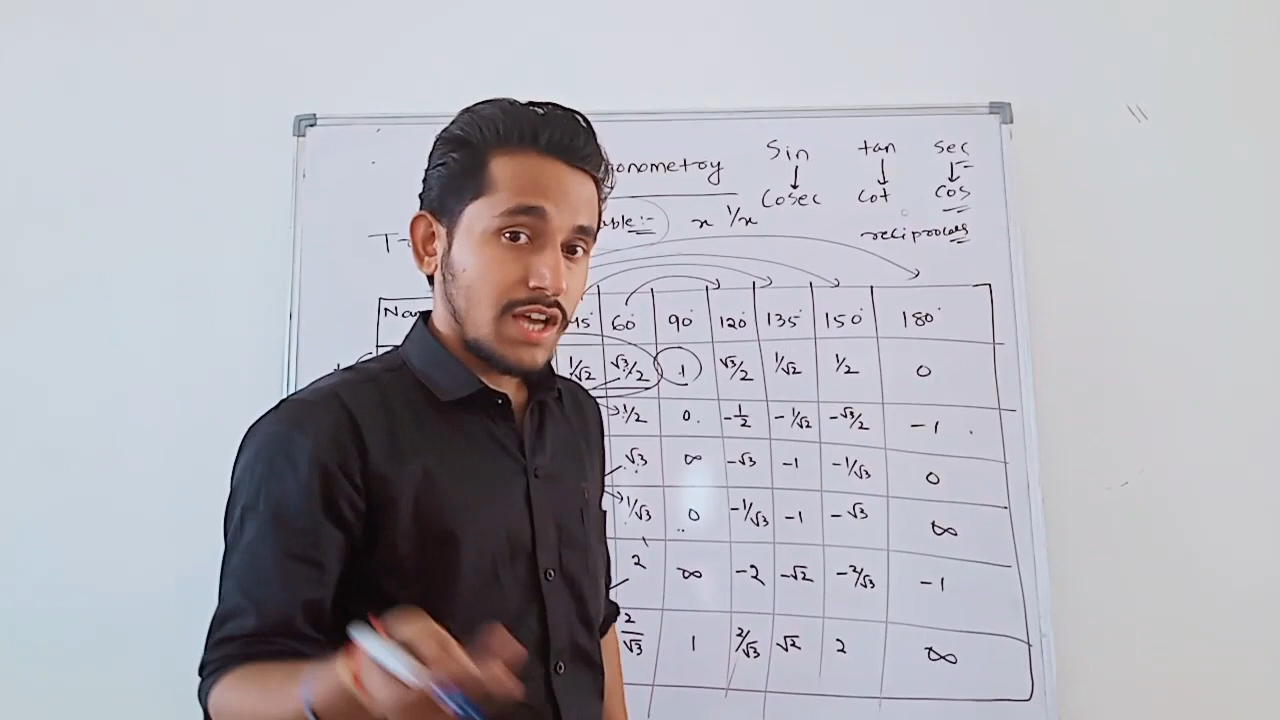 onometry
Sin tan sec
Cosec cot cos
able :- x 1/x
reciprocals
T-
Nam 45° 60° 90° 120° 135° 150° 180°
1/√2 √3/2 1 √3/2 1/√2 1/2 0
1/2 0 -1/2 -1/√2 -√3/2 -1
√3 ∞ -√3 -1 -1/√3 0
1/√3 0 -1/√3 -1 -√3 ∞
2 ∞ -2 -√2 -2/√3 -1
2/√3 1 2/√3 √2 2 ∞